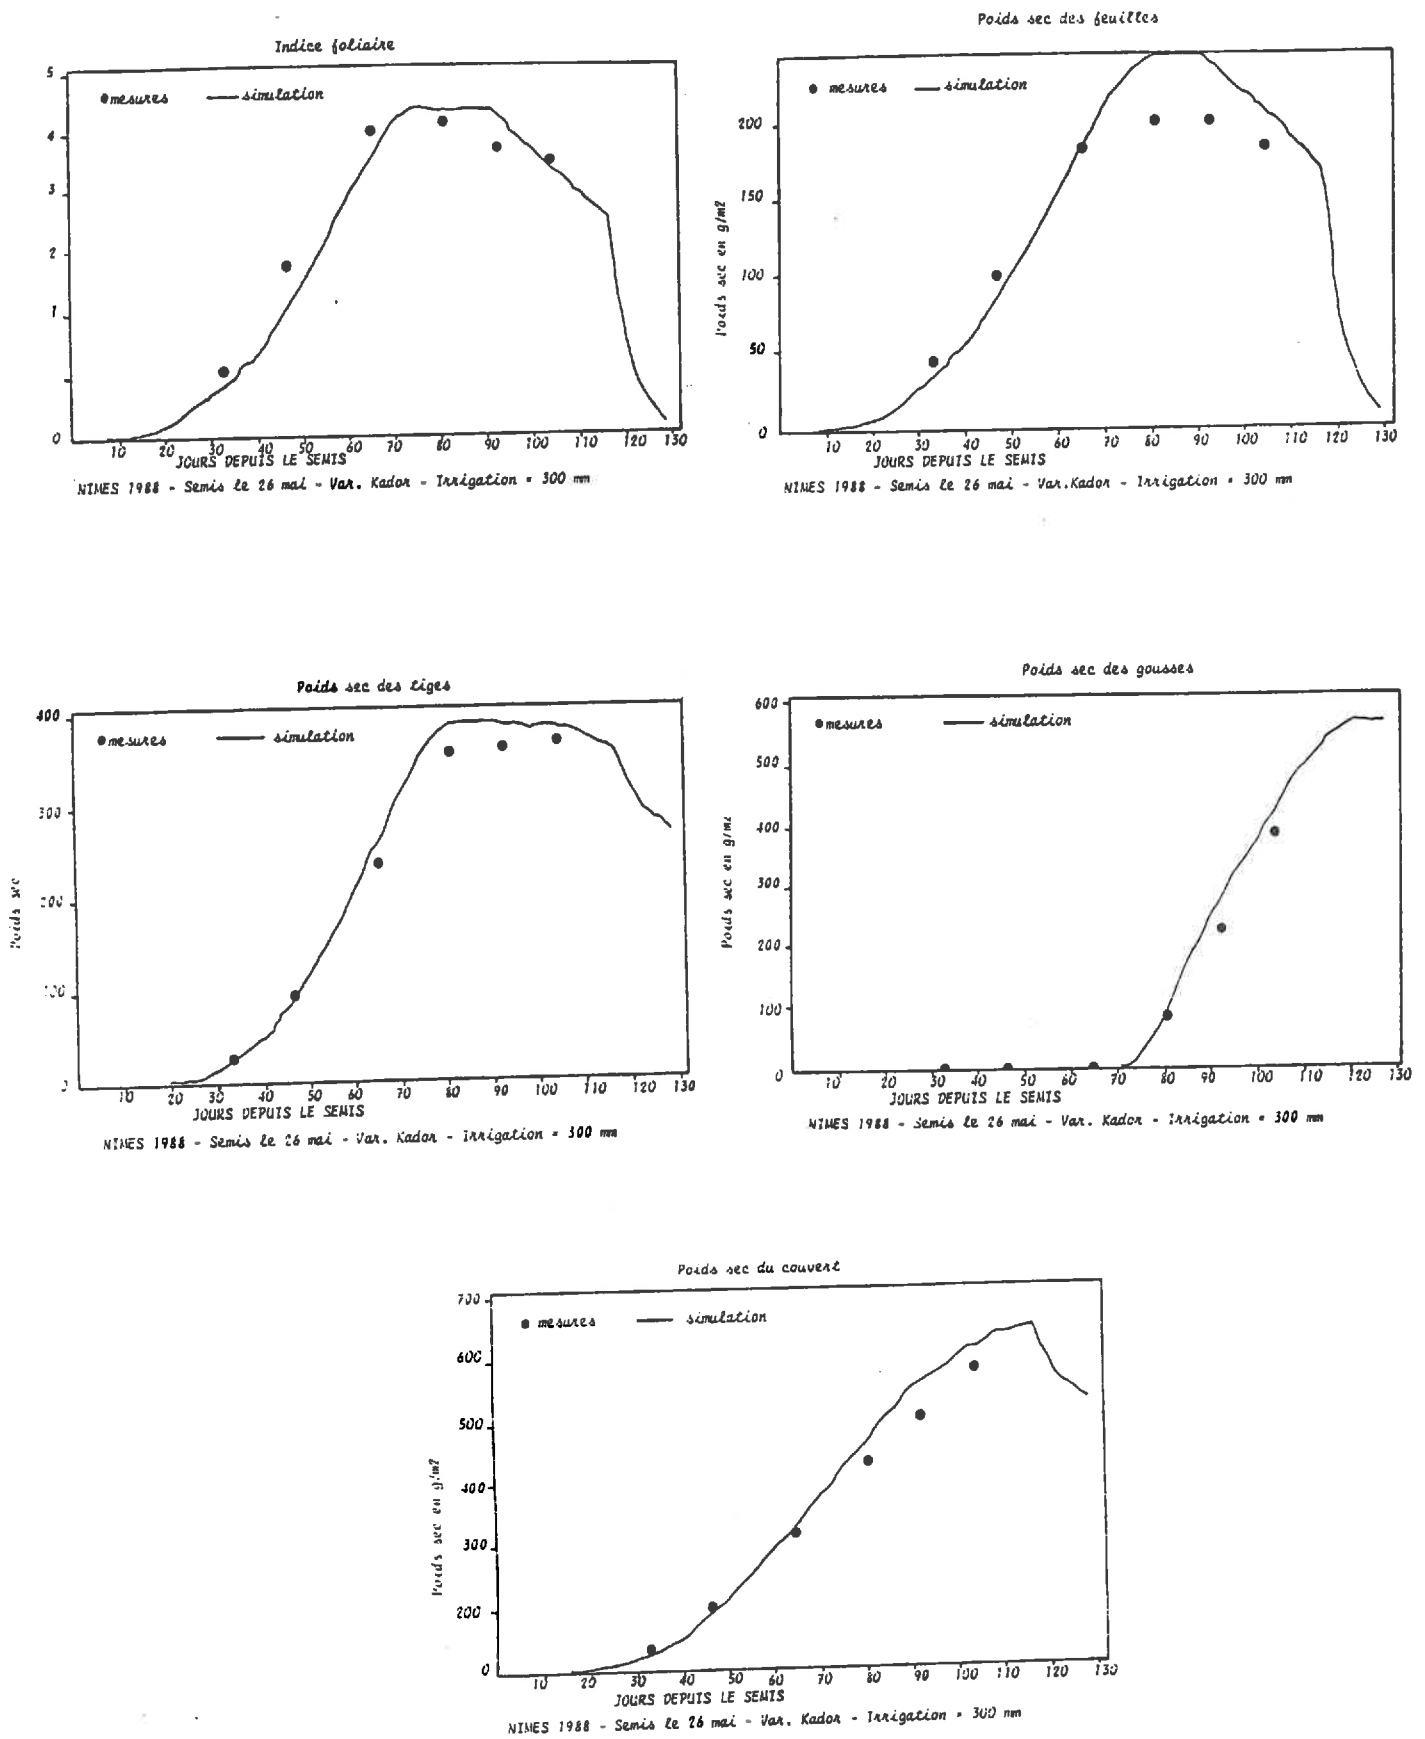 Indice foliaire
5
mesures simulation
4
3
2
1
0
10 20 30 40 50 60 70 80 90 100 110 120 130
JOURS DEPUIS LE SEMIS
NIMES 1988 - Semis le 26 mai - Var. Kador - Irrigation = 300 mm
Poids sec des feuilles
mesures simulation
200
150
100
50
0
Poids sec en g/m2
10 20 30 40 50 60 70 80 90 100 110 120 130
JOURS DEPUIS LE SEMIS
NIMES 1988 - Semis le 26 mai - Var.Kador - Irrigation = 300 mm
Poids sec des tiges
400
mesures simulation
300
200
100
0
Poids sec
10 20 30 40 50 60 70 80 90 100 110 120 130
JOURS DEPUIS LE SEMIS
NIMES 1988 - Semis le 26 mai - Var. Kador - Irrigation = 300 mm
Poids sec des gousses
600
mesures simulation
500
400
300
200
100
0
Poids sec en g/m2
10 20 30 40 50 60 70 80 90 100 110 120 130
JOURS DEPUIS LE SEMIS
NIMES 1988 - Semis le 26 mai - Var. Kador - Irrigation = 300 mm
Poids sec du couvert
700
mesures simulation
600
500
400
300
200
0
Poids sec en g/m2
10 20 30 40 50 60 70 80 90 100 110 120 130
JOURS DEPUIS LE SEMIS
NIMES 1988 - Semis le 26 mai - Var. Kador - Irrigation = 300 mm